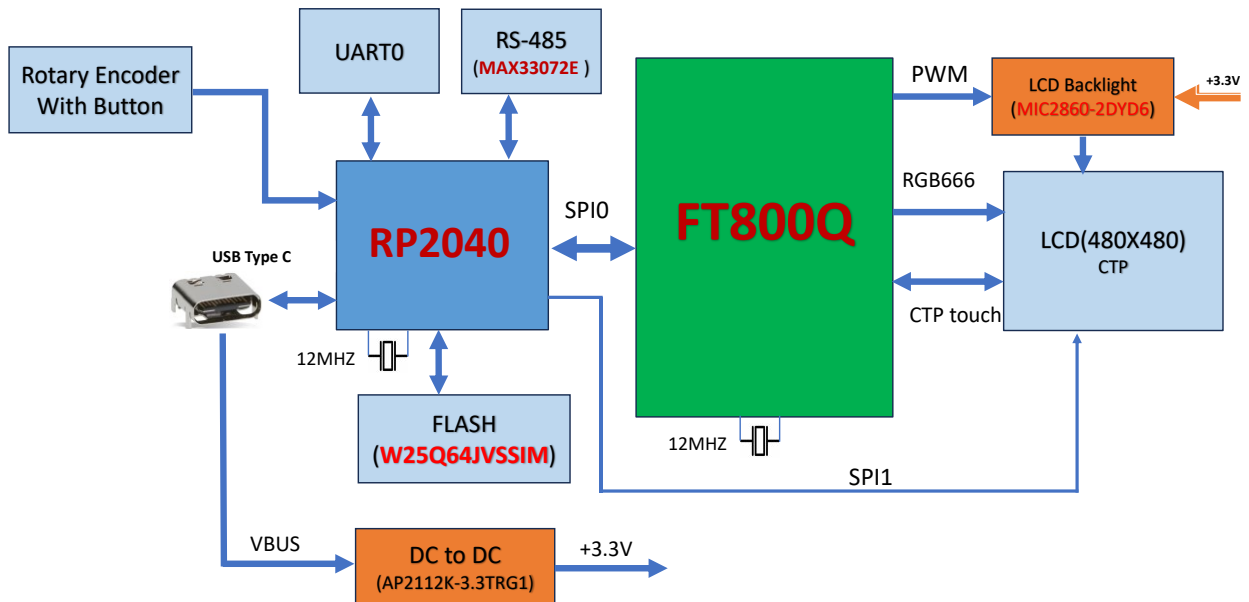 UART0
RS-485
(MAX33072E )
Rotary Encoder
With Button
PWM
LCD Backlight
(MIC2860-2DYD6)
+3.3V
RP2040
SPI0
FT800Q
RGB666
LCD(480X480)
CTP
CTP touch
USB Type C
12MHZ
FLASH
(W25Q64JVSSIM)
12MHZ
SPI1
VBUS
DC to DC
(AP2112K-3.3TRG1)
+3.3V